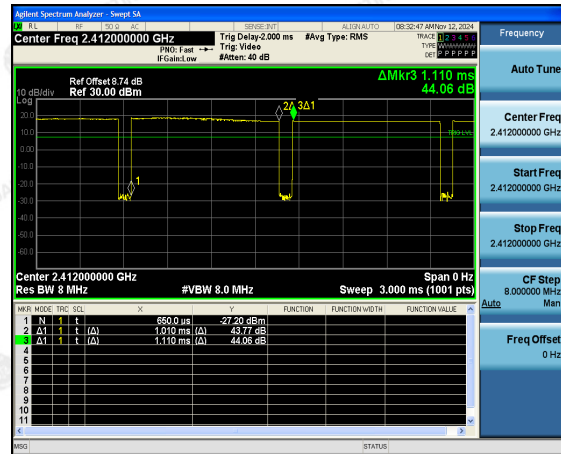 Agilent Spectrum Analyzer - Swept SA
RL RF 50 Ω AC SENSE:INT ALIGN AUTO 08:32:47 AM Nov 12, 2024
Center Freq 2.412000000 GHz
PNO: Fast
IFGain:Low
Trig Delay-2.000 ms
Trig: Video
#Atten: 40 dB
#Avg Type: RMS
TRACE 1 2 3 4 5 6
TYPE W
DET P P P P P P
Frequency
Auto Tune
Center Freq
2.412000000 GHz
Start Freq
2.412000000 GHz
Stop Freq
2.412000000 GHz
CF Step
8.000000 MHz
Auto Man
Freq Offset
0 Hz
Ref Offset 8.74 dB
10 dB/div Ref 30.00 dBm
ΔMkr3 1.110 ms
44.06 dB
Log
20.0
10.0
0.00
-10.0
-20.0
-30.0
-40.0
-50.0
-60.0
2Δ 3Δ1
TRIG LVL
1
Center 2.412000000 GHz Span 0 Hz
Res BW 8 MHz #VBW 8.0 MHz Sweep 3.000 ms (1001 pts)
MKR MODE TRC SCL X Y FUNCTION FUNCTION WIDTH FUNCTION VALUE
1 N 1 t 650.0 µs -27.20 dBm
2 Δ1 1 t (Δ) 1.010 ms (Δ) 43.77 dB
3 Δ1 1 t (Δ) 1.110 ms (Δ) 44.06 dB
4
5
6
7
8
9
10
11
MSG STATUS